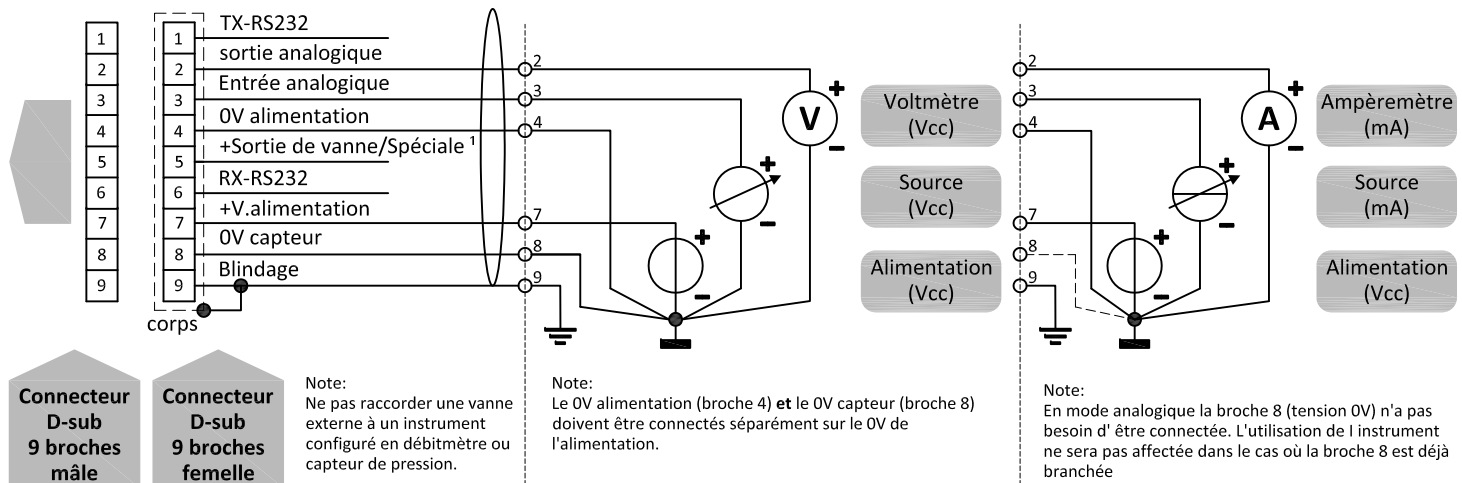 1
2
3
4
5
6
7
8
9
1
2
3
4
5
6
7
8
9
TX-RS232
sortie analogique
Entrée analogique
0V alimentation
+Sortie de vanne/Spéciale ¹
RX-RS232
+V.alimentation
0V capteur
Blindage
corps
2
3
4
7
8
9
V
+
–
+
–
+
–
Voltmètre
(Vcc)
Source
(Vcc)
Alimentation
(Vcc)
2
3
4
7
8
9
A
+
–
+
–
+
–
Ampèremètre
(mA)
Source
(mA)
Alimentation
(Vcc)
Connecteur
D-sub
9 broches
mâle
Connecteur
D-sub
9 broches
femelle
Note:
Ne pas raccorder une vanne
externe à un instrument
configuré en débitmètre ou
capteur de pression.
Note:
Le 0V alimentation (broche 4) et le 0V capteur (broche 8)
doivent être connectés séparément sur le 0V de
l'alimentation.
Note:
En mode analogique la broche 8 (tension 0V) n'a pas
besoin d' être connectée. L'utilisation de I instrument
ne sera pas affectée dans le cas où la broche 8 est déjà
branchée